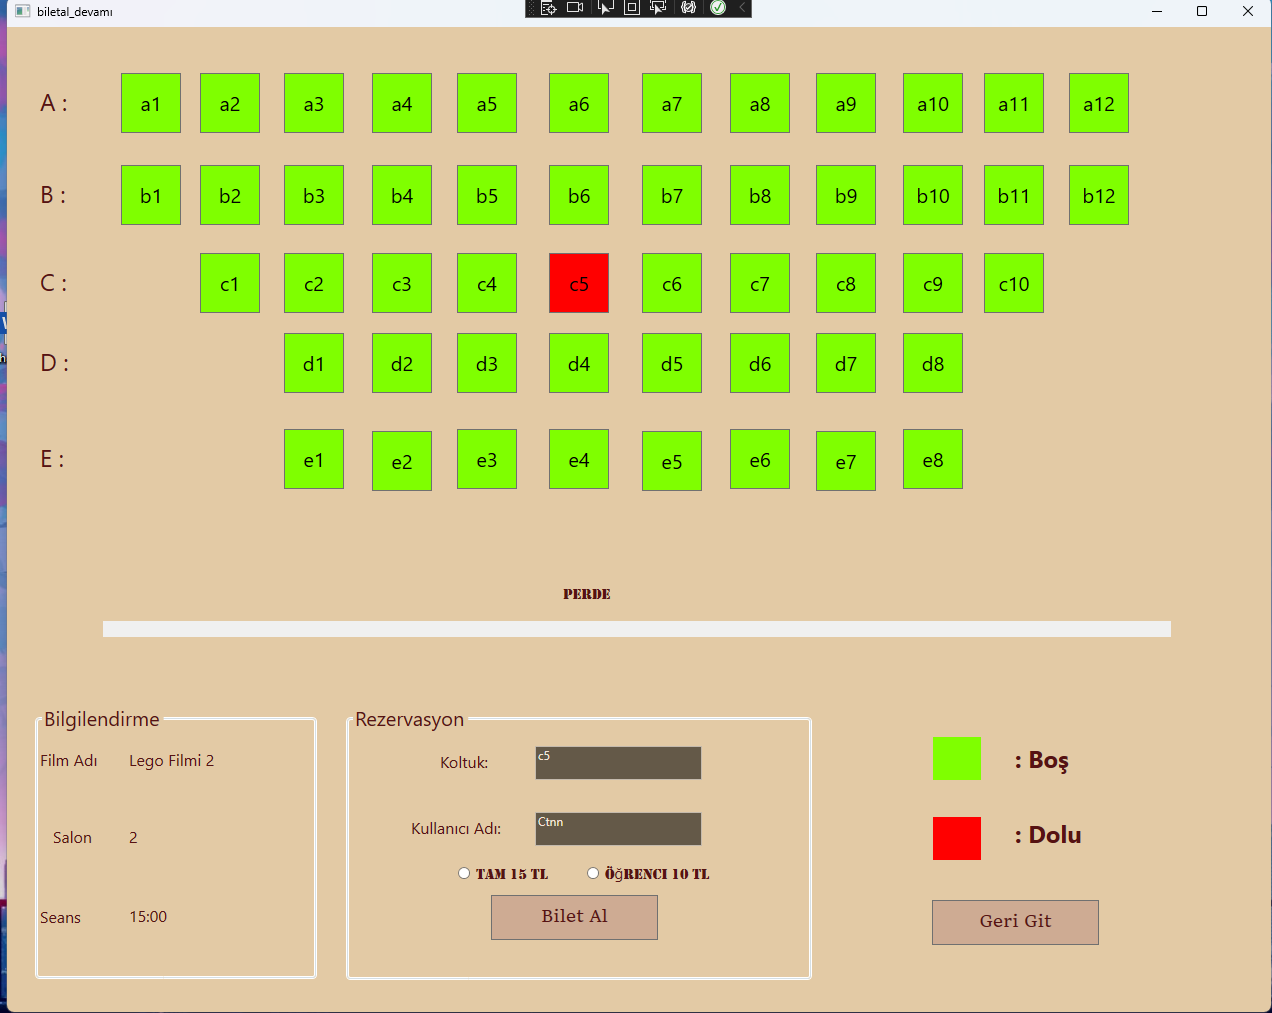 biletal_devamı
A : a1 a2 a3 a4 a5 a6 a7 a8 a9 a10 a11 a12
B : b1 b2 b3 b4 b5 b6 b7 b8 b9 b10 b11 b12
C : c1 c2 c3 c4 c5 c6 c7 c8 c9 c10
D : d1 d2 d3 d4 d5 d6 d7 d8
E : e1 e2 e3 e4 e5 e6 e7 e8
PERDE
Bilgilendirme
Film Adı Lego Filmi 2
Salon 2
Seans 15:00
Rezervasyon
Koltuk: c5
Kullanıcı Adı: Ctnn
TAM 15 TL ÖğRENCI 10 TL
Bilet Al
: Boş
: Dolu
Geri Git